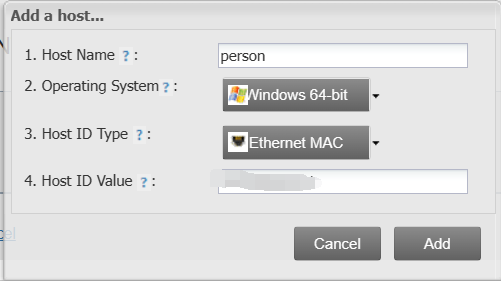 Add a host...
1. Host Name ? :
person
2. Operating System ? :
Windows 64-bit
3. Host ID Type ? :
Ethernet MAC
4. Host ID Value ? :
Cancel
Add